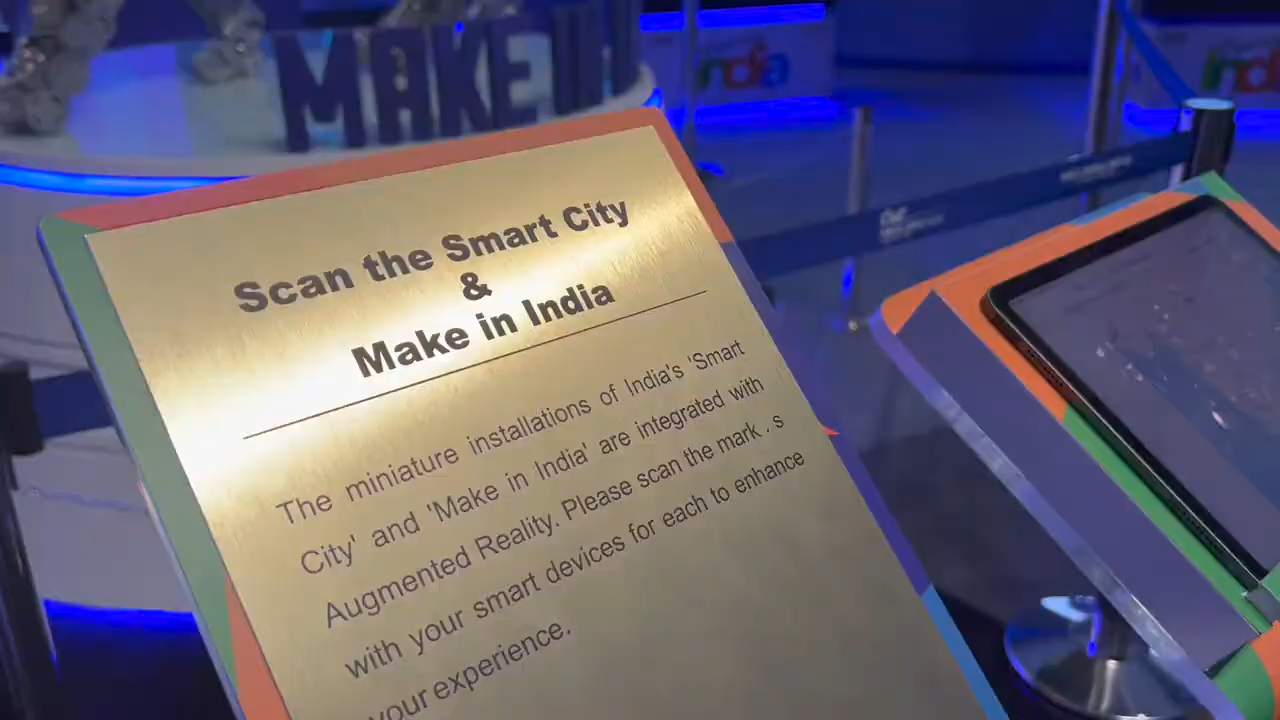 MAKE IN
India
India
Scan the Smart City
&
Make in India
The miniature installations of India's 'Smart
City' and 'Make in India' are integrated with
Augmented Reality. Please scan the mark . s
with your smart devices for each to enhance
your experience.